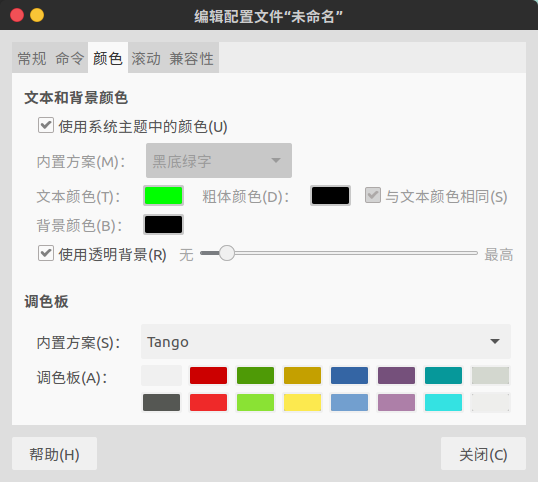 编辑配置文件“未命名”
常规 命令 颜色 滚动 兼容性
文本和背景颜色
使用系统主题中的颜色(U)
内置方案(M)： 黑底绿字
文本颜色(T)： 粗体颜色(D)： 与文本颜色相同(S)
背景颜色(B)：
使用透明背景(R) 无 最高
调色板
内置方案(S)： Tango
调色板(A)：
帮助(H) 关闭(C)